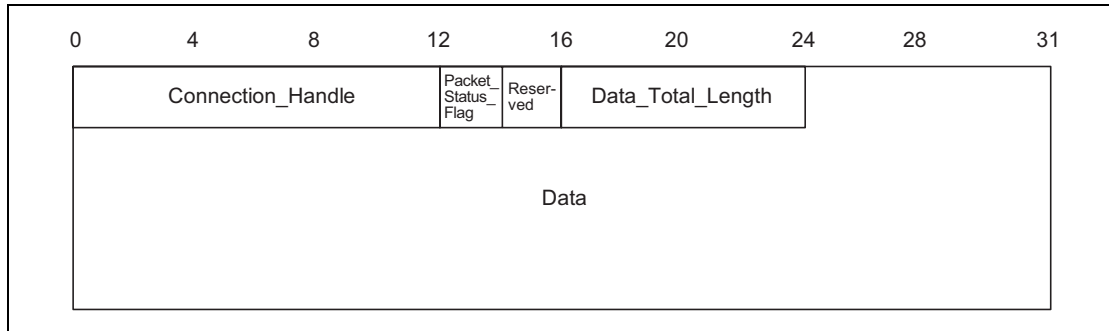 0 4 8 12 16 20 24 28 31
Connection_Handle
Packet_
Status_
Flag
Reser-
ved
Data_Total_Length
Data